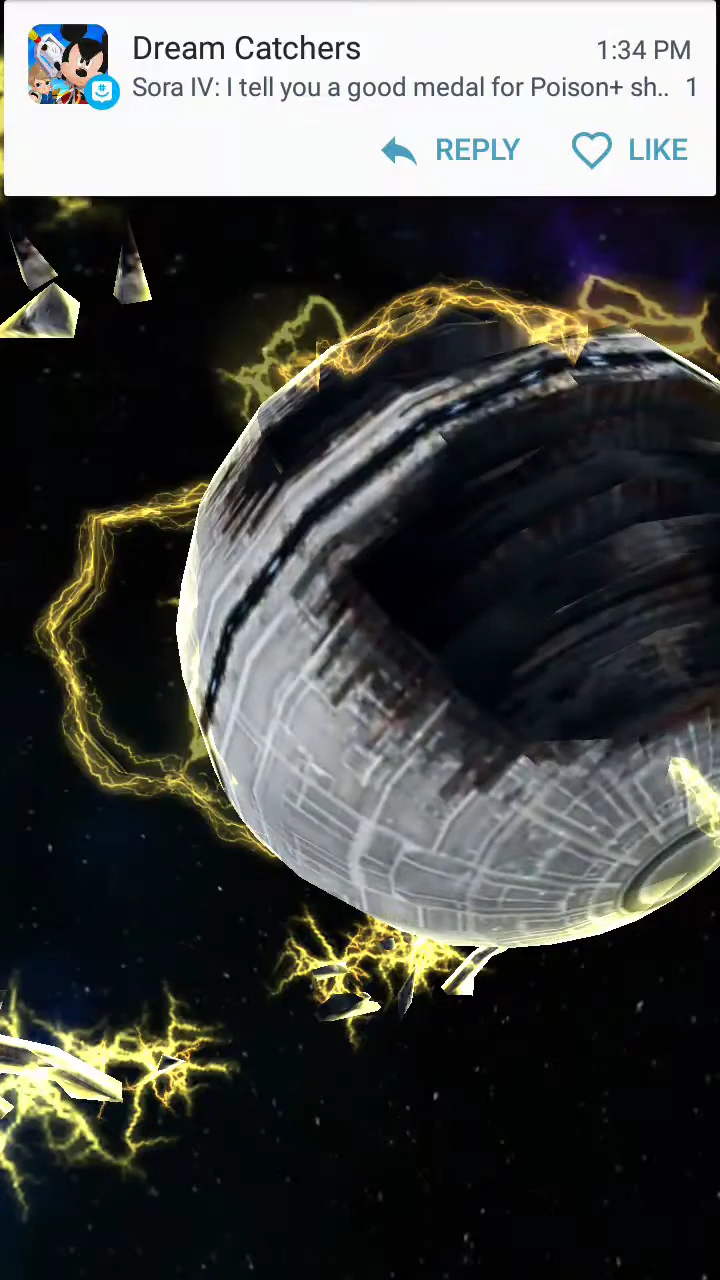 Dream Catchers
1:34 PM
Sora IV: I tell you a good medal for Poison+ sh.. 1
REPLY
LIKE